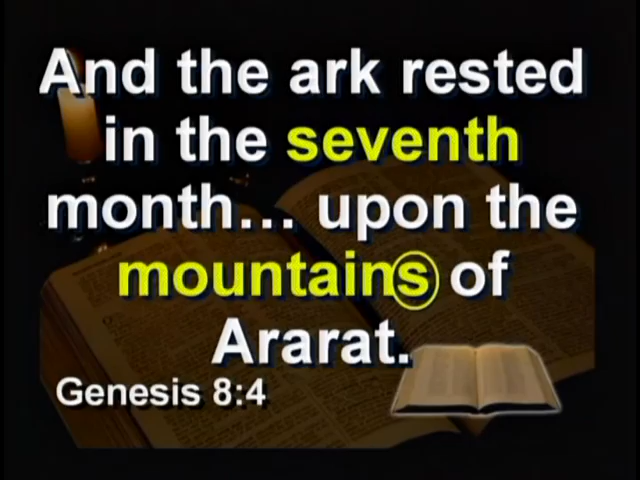 And the ark rested
in the seventh
month... upon the
mountains of
Ararat.
Genesis 8:4